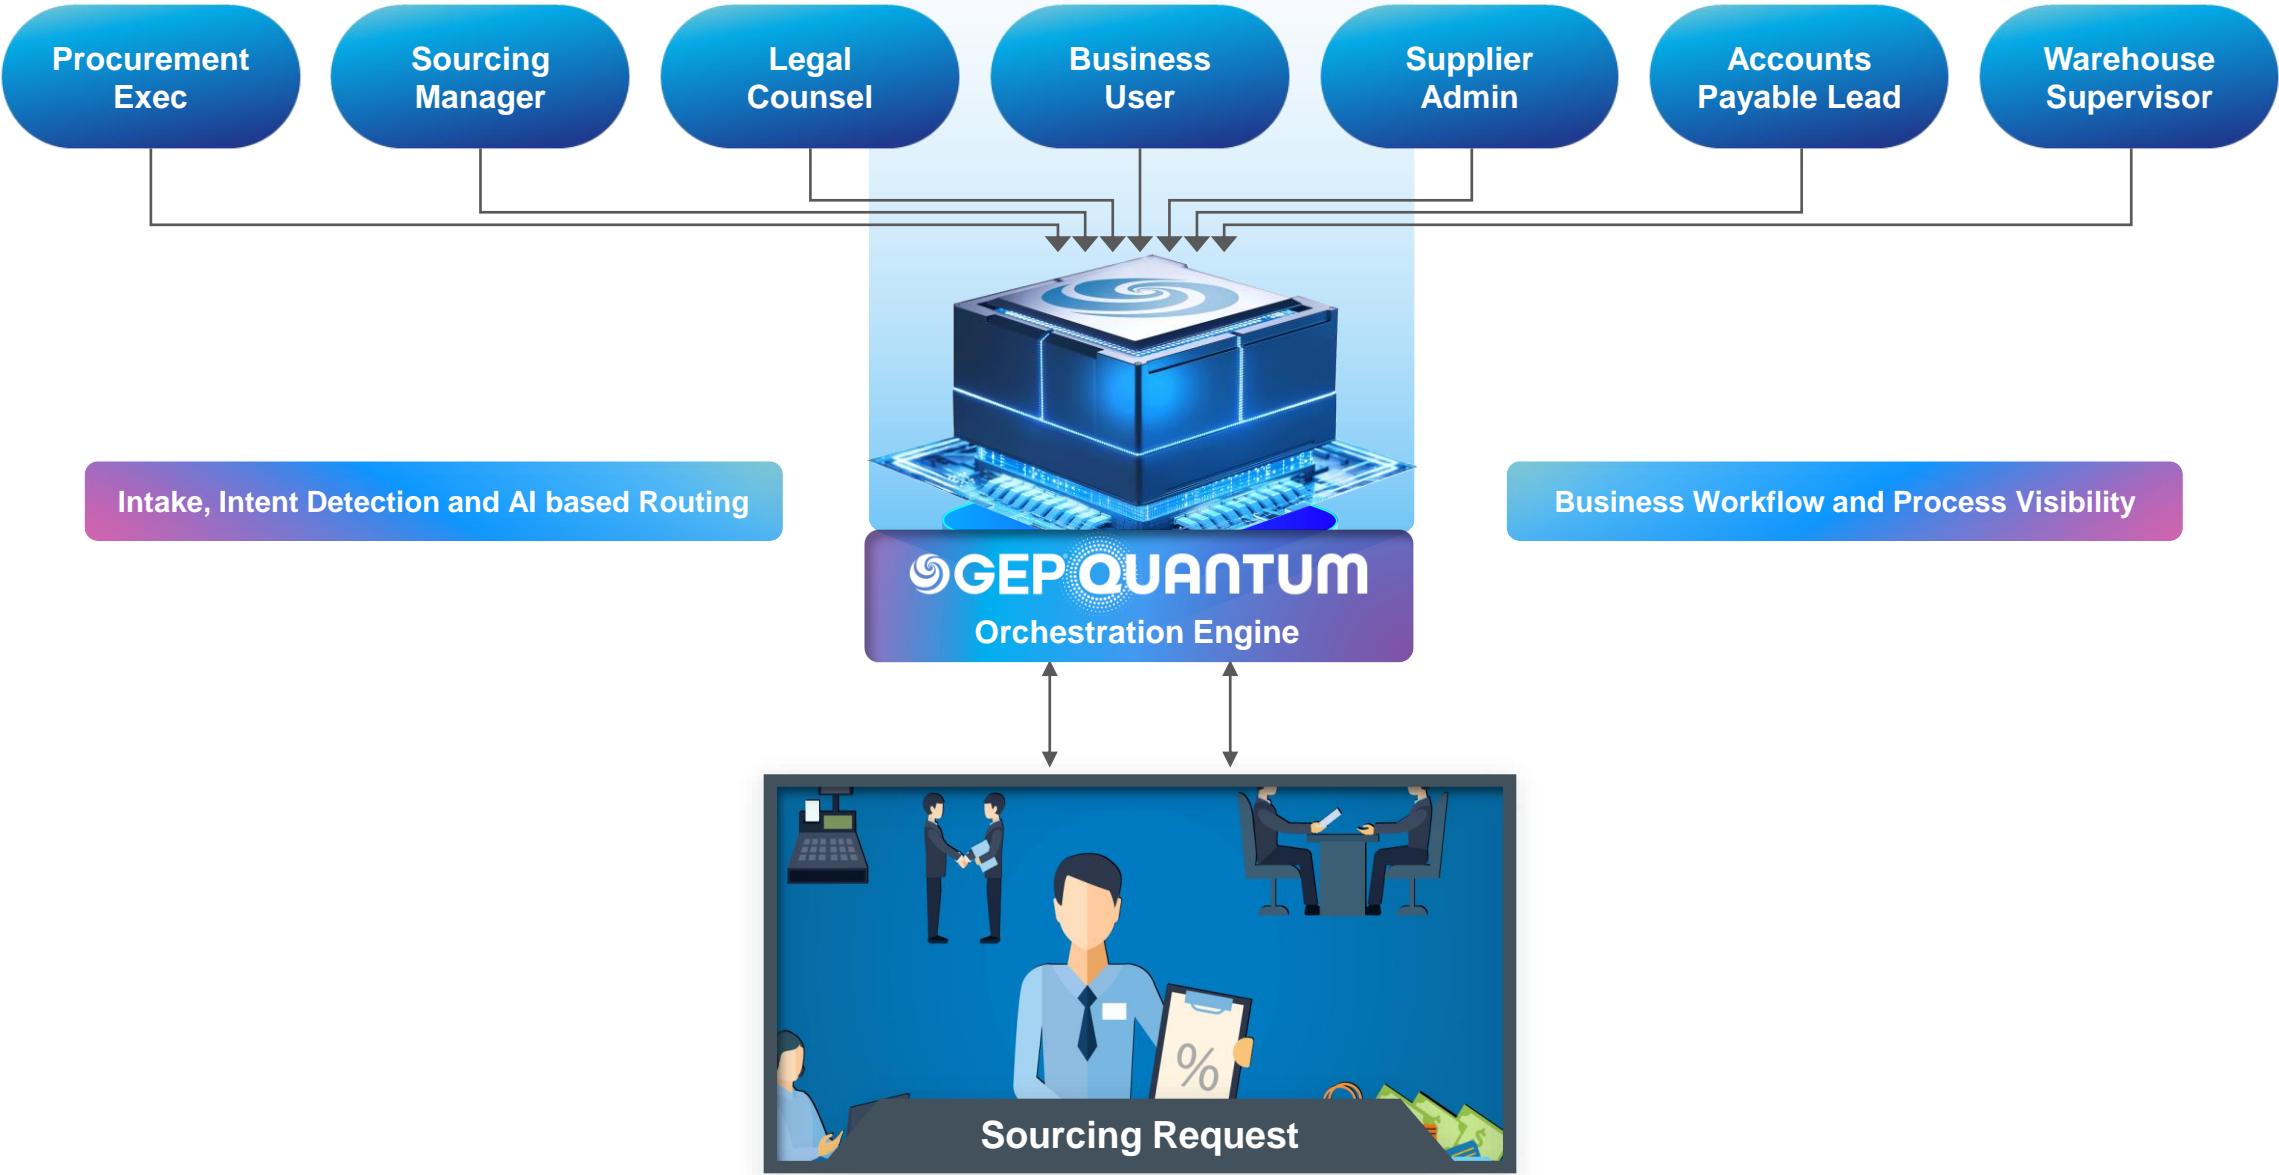 Procurement
Exec
Sourcing
Manager
Legal
Counsel
Business
User
Supplier
Admin
Accounts
Payable Lead
Warehouse
Supervisor
Intake, Intent Detection and AI based Routing
Business Workflow and Process Visibility
GEP QUANTUM
Orchestration Engine
%
$
Sourcing Request